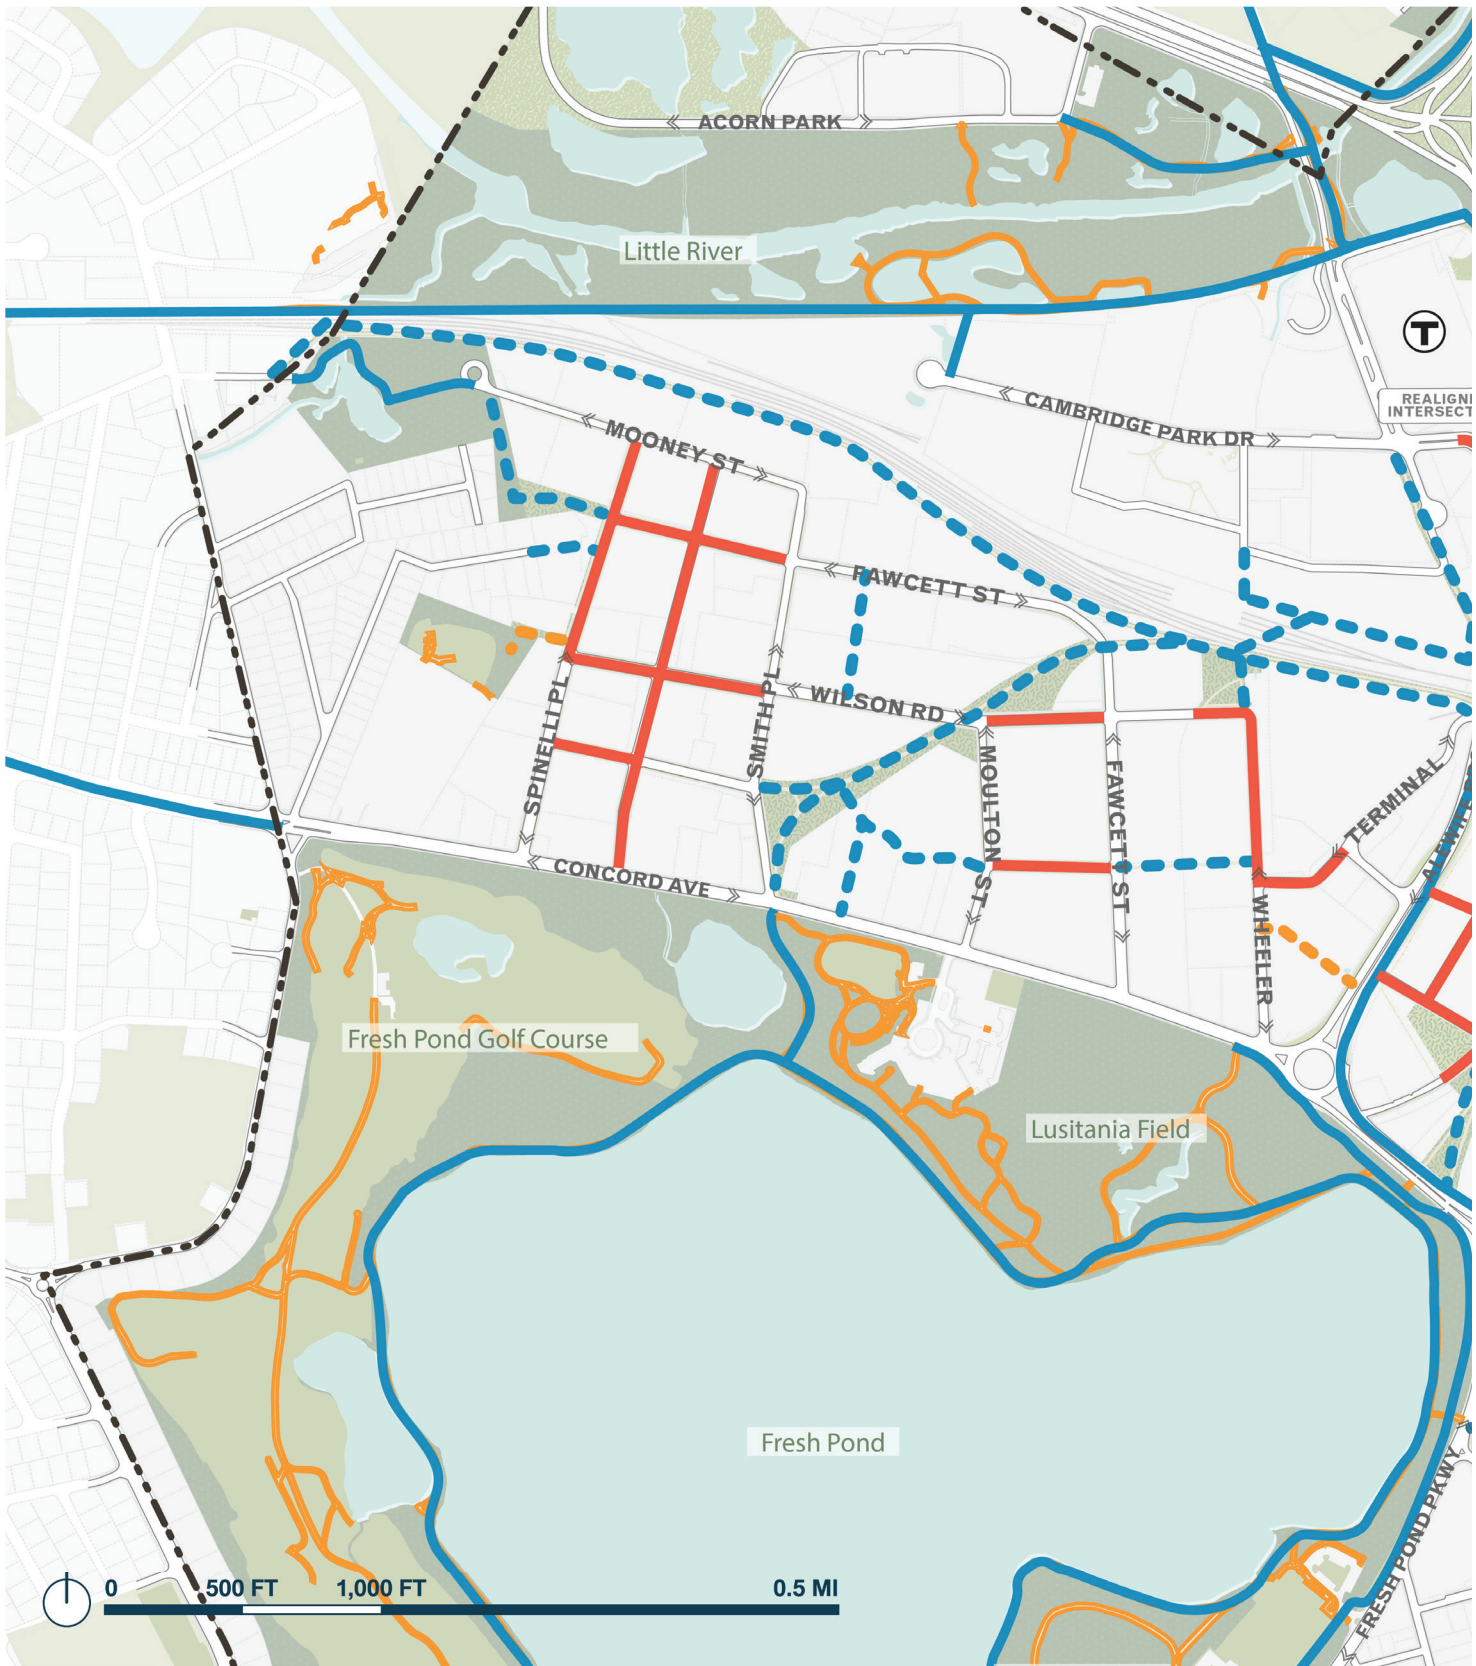 ACORN PARK
Little River
T
REALIGN
INTERSECT
CAMBRIDGE PARK DR
MOONEY ST
FAWCETT ST
WILSON RD
SPINELLI PL
SMITH PL
MOULTON ST
FAWCETT ST
TERMINAL
ALEWIFE
WHEELER
CONCORD AVE
Fresh Pond Golf Course
Lusitania Field
Fresh Pond
FRESH POND PKWY
0 500 FT 1,000 FT 0.5 MI